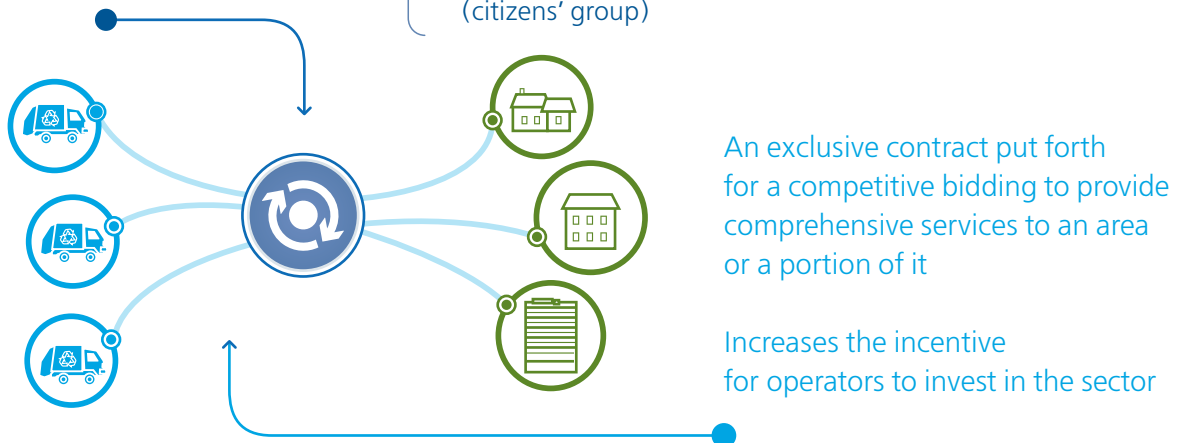 (citizens’ group)
An exclusive contract put forth
for a competitive bidding to provide
comprehensive services to an area
or a portion of it
Increases the incentive
for operators to invest in the sector